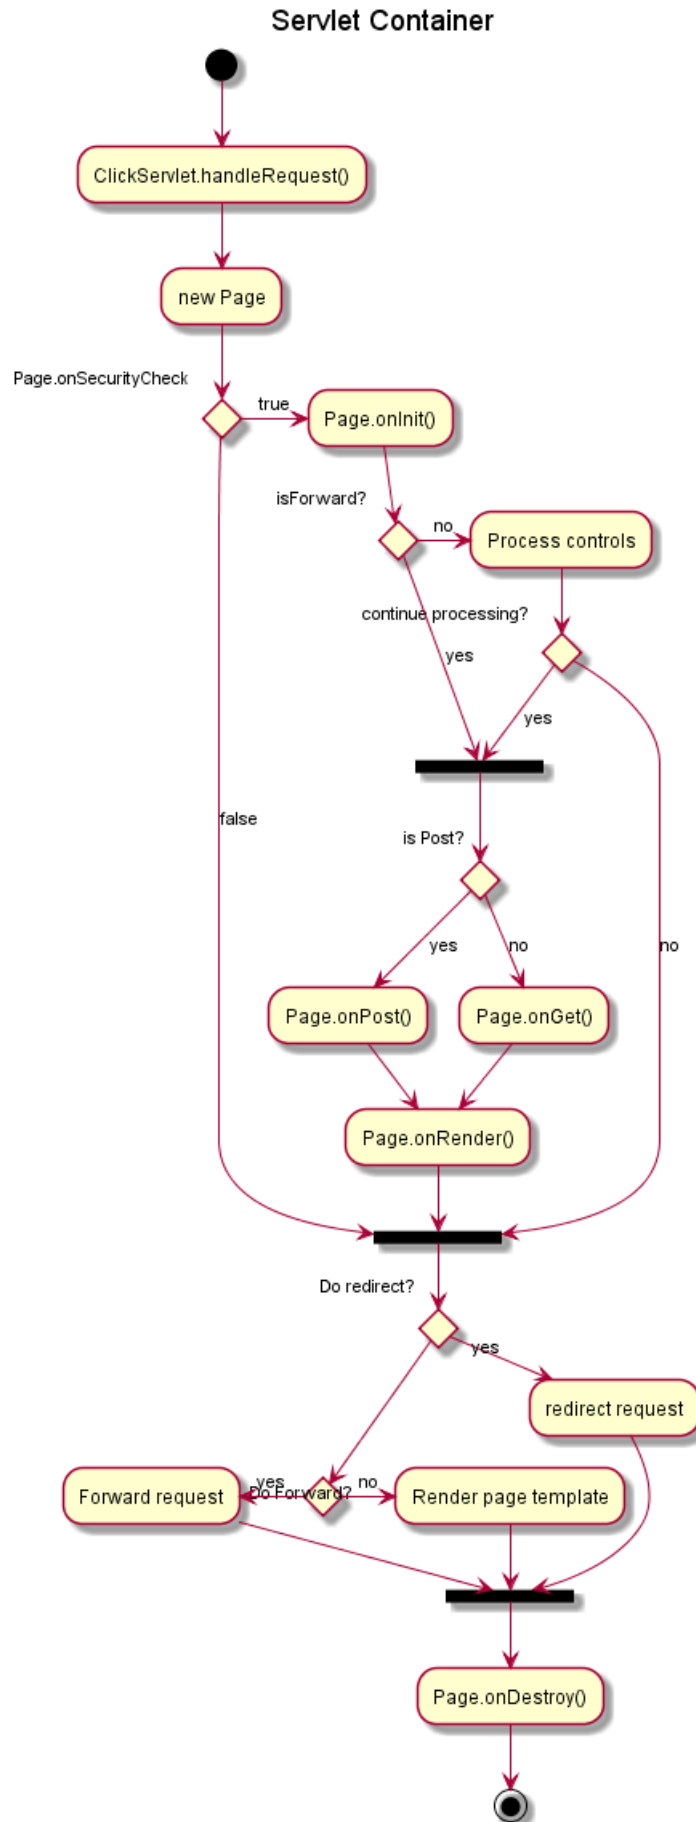 Servlet Container
ClickServlet.handleRequest()
new Page
Page.onSecurityCheck
true
Page.onInit()
isForward?
no
Process controls
continue processing?
yes
yes
false
is Post?
yes
no
no
Page.onPost()
Page.onGet()
Page.onRender()
Do redirect?
yes
redirect request
Forward request
yes
Do Forward?
no
Render page template
Page.onDestroy()